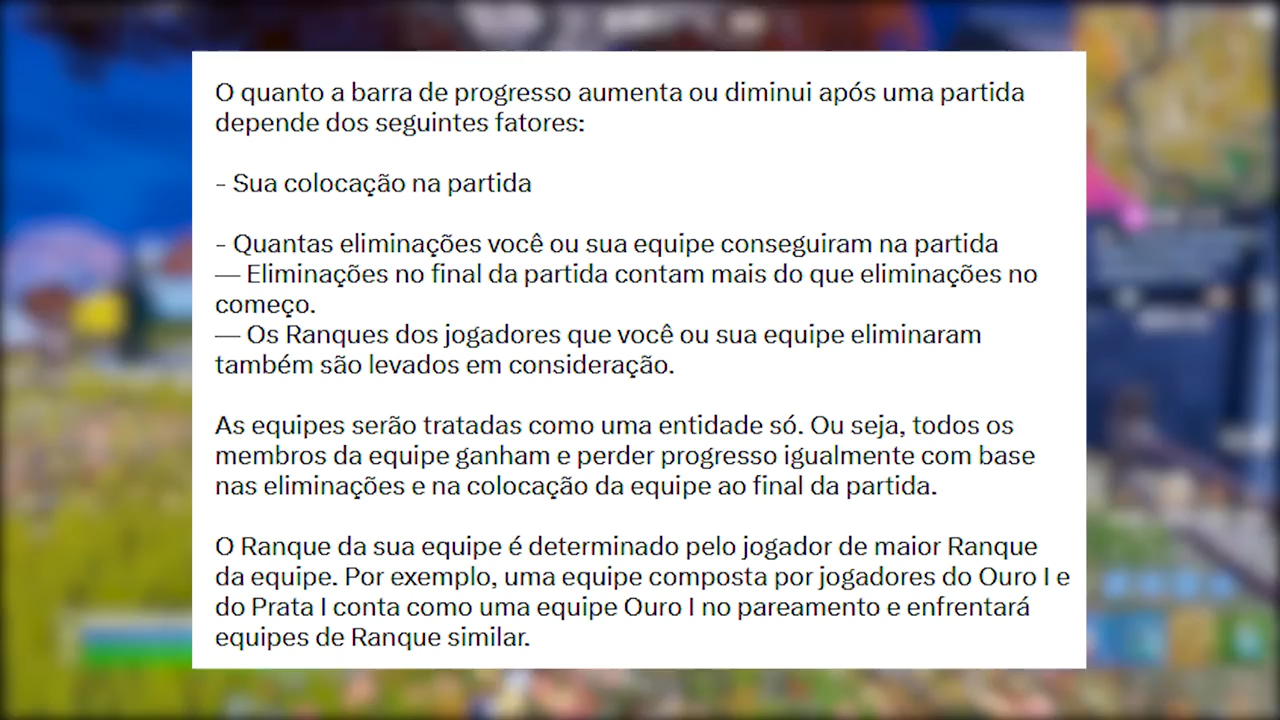 O quanto a barra de progresso aumenta ou diminui após uma partida
depende dos seguintes fatores:
- Sua colocação na partida
- Quantas eliminações você ou sua equipe conseguiram na partida
— Eliminações no final da partida contam mais do que eliminações no
começo.
— Os Ranques dos jogadores que você ou sua equipe eliminaram
também são levados em consideração.
As equipes serão tratadas como uma entidade só. Ou seja, todos os
membros da equipe ganham e perder progresso igualmente com base
nas eliminações e na colocação da equipe ao final da partida.
O Ranque da sua equipe é determinado pelo jogador de maior Ranque
da equipe. Por exemplo, uma equipe composta por jogadores do Ouro I e
do Prata I conta como uma equipe Ouro I no pareamento e enfrentará
equipes de Ranque similar.